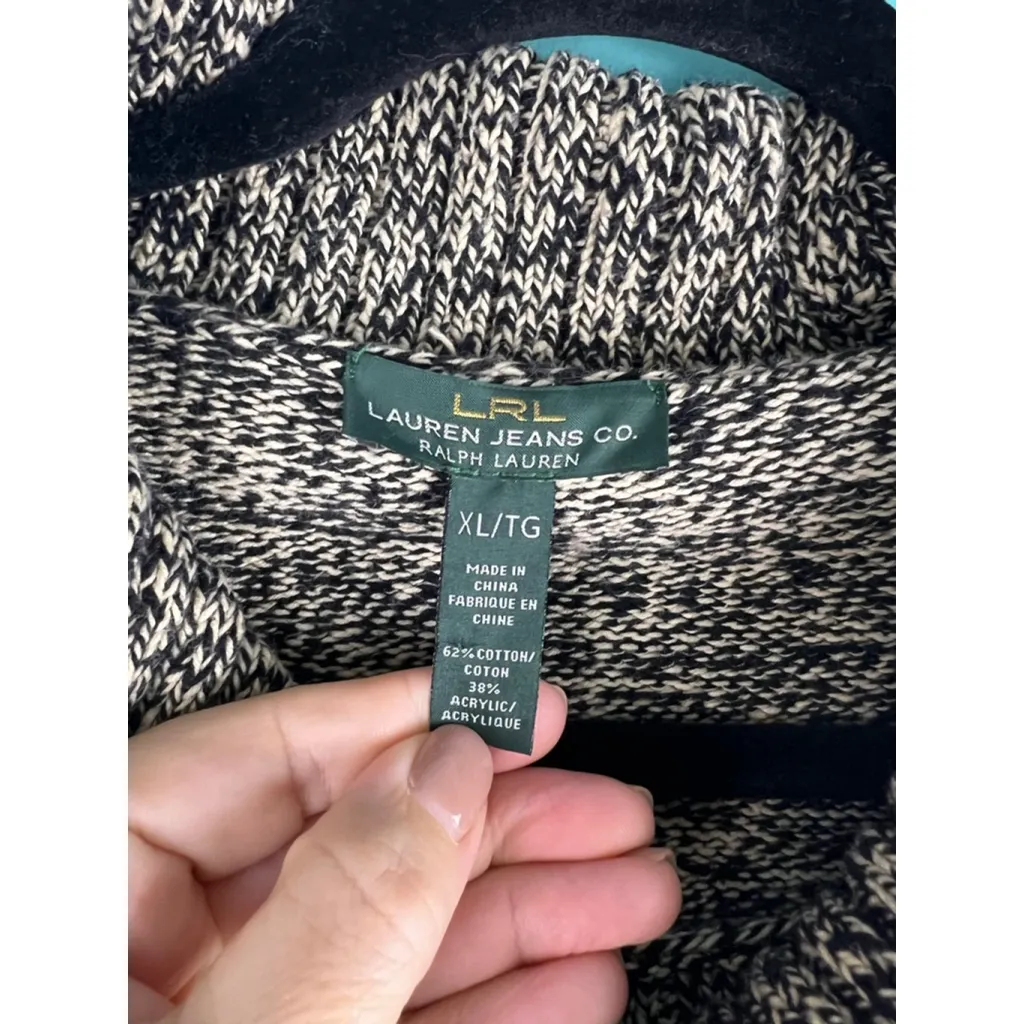 LRL
LAUREN JEANS CO.
RALPH LAUREN
XL/TG
MADE IN
CHINA
FABRIQUE EN
CHINE
62% COTTON/
COTON
38%
ACRYLIC/
ACRYLIQUE